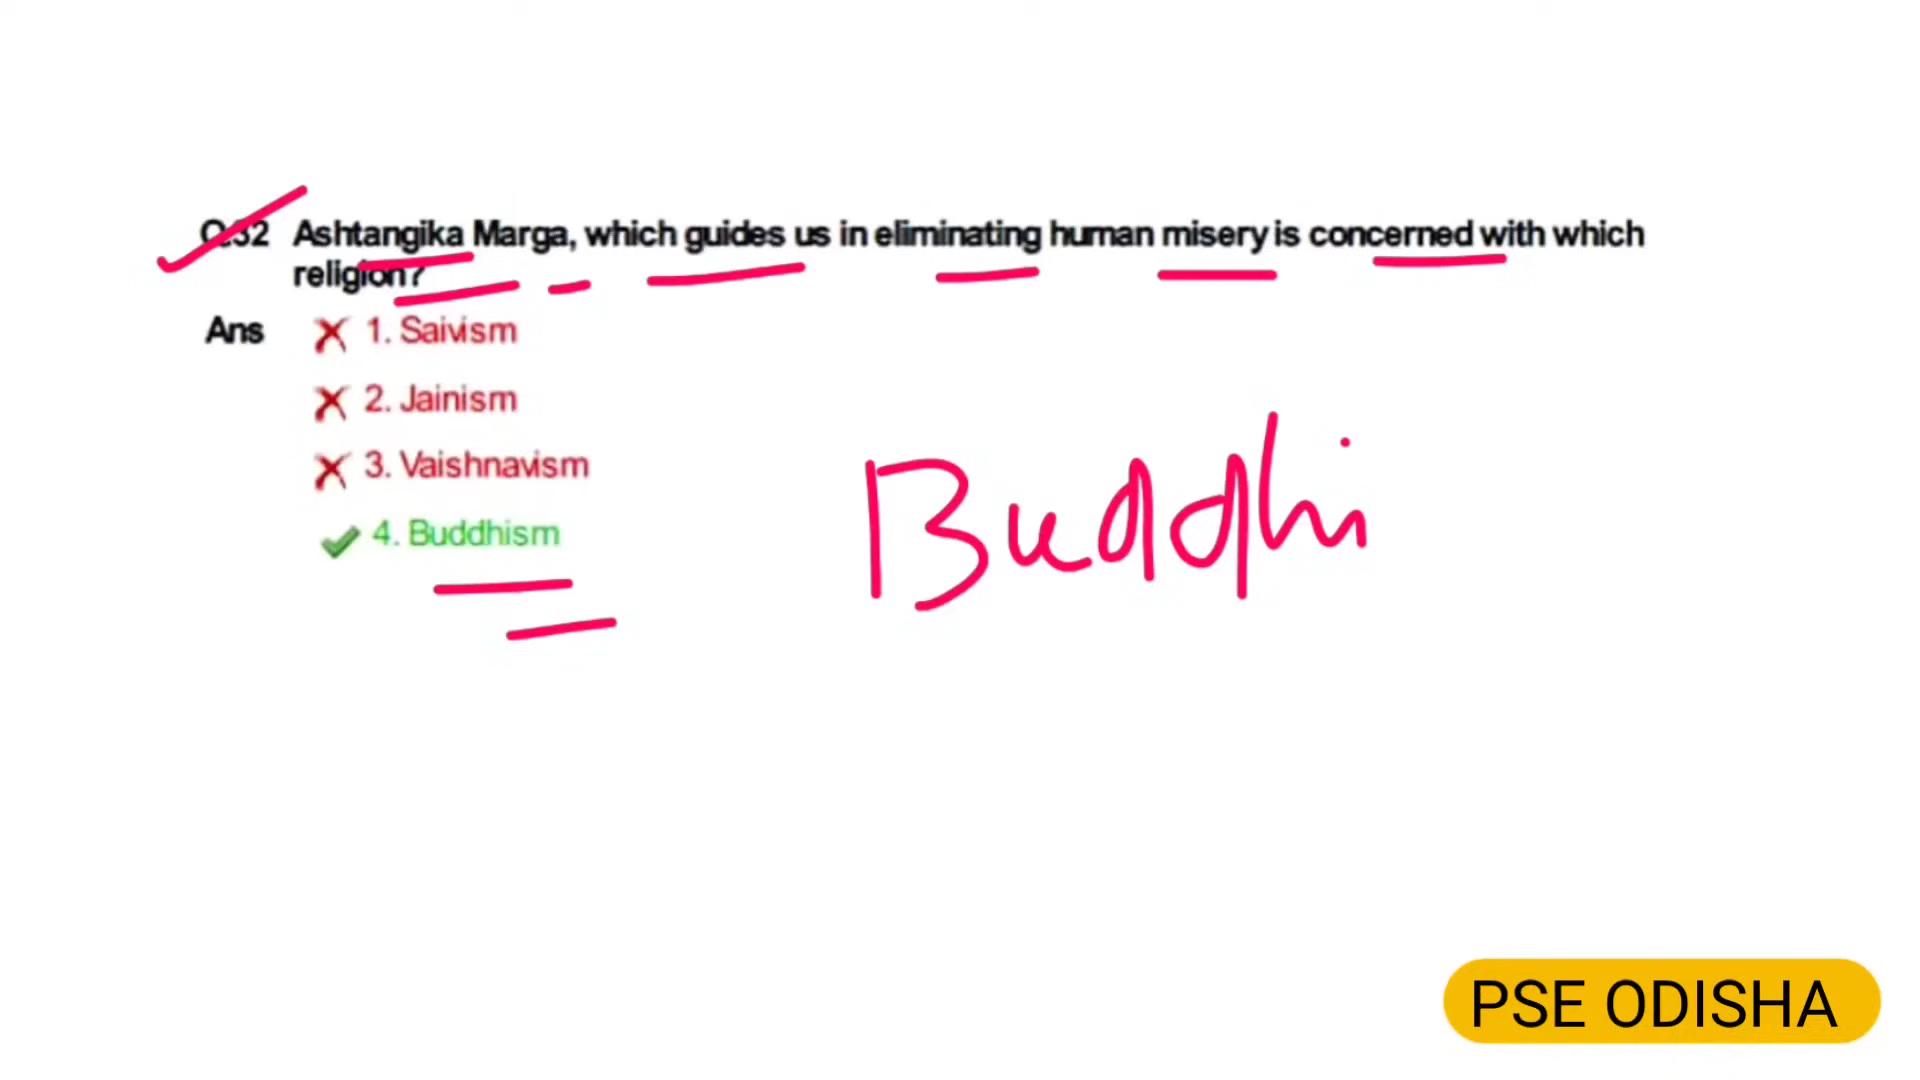 Q.32 Ashtangika Marga, which guides us in eliminating human misery is concerned with which
religion?
Ans 1. Saivism
2. Jainism
3. Vaishnavism
4. Buddhism
Buddhi
PSE ODISHA